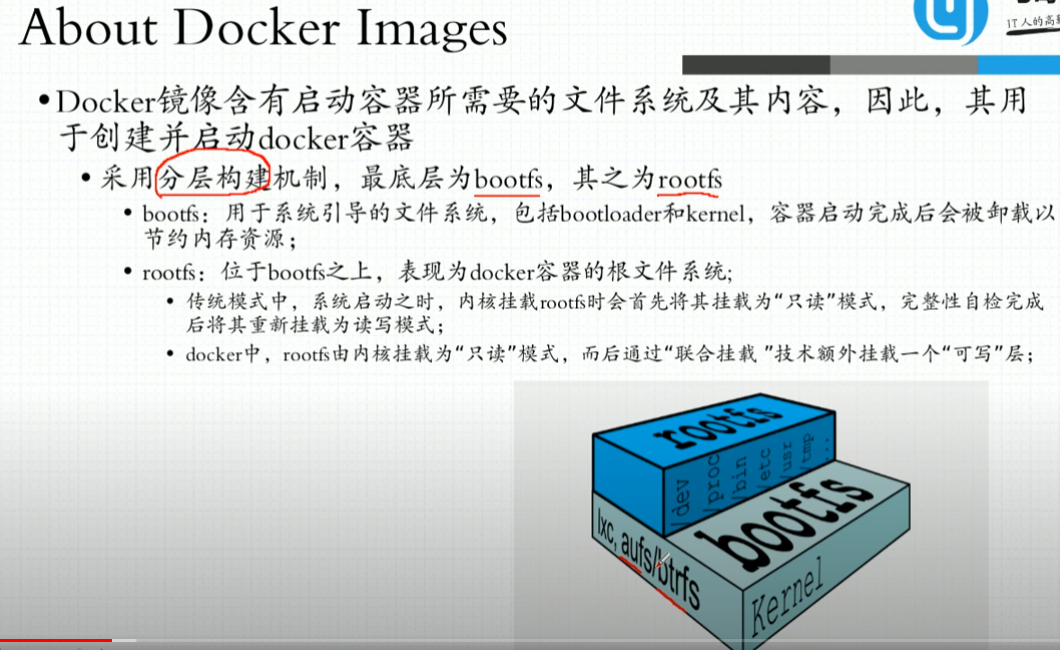 About Docker Images
IT人的高
•Docker镜像含有启动容器所需要的文件系统及其内容，因此，其用
于创建并启动docker容器
• 采用分层构建机制，最底层为bootfs，其之为rootfs
• bootfs：用于系统引导的文件系统，包括bootloader和kernel，容器启动完成后会被卸载以
节约内存资源；
• rootfs：位于bootfs之上，表现为docker容器的根文件系统;
• 传统模式中，系统启动之时，内核挂载rootfs时会首先将其挂载为“只读”模式，完整性自检完成
后将其重新挂载为读写模式；
• docker中，rootfs由内核挂载为“只读”模式，而后通过“联合挂载 ”技术额外挂载一个“可写”层；
rootfs
/dev
/proc
/bin
/etc
/usr
/tmp
...
bootfs
lxc, aufs/btrfs
Kernel